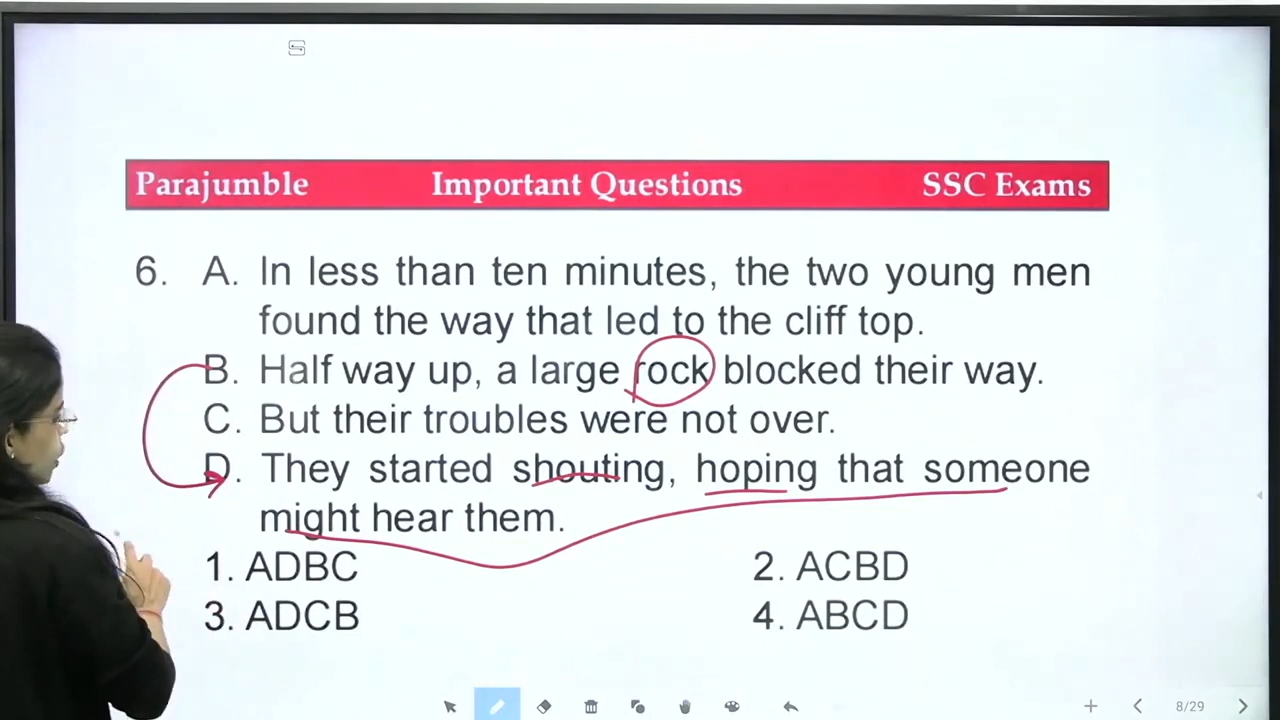 Parajumble Important Questions SSC Exams
6. A. In less than ten minutes, the two young men
found the way that led to the cliff top.
B. Half way up, a large rock blocked their way.
C. But their troubles were not over.
D. They started shouting, hoping that someone
might hear them.
1. ADBC 2. ACBD
3. ADCB 4. ABCD
8/29